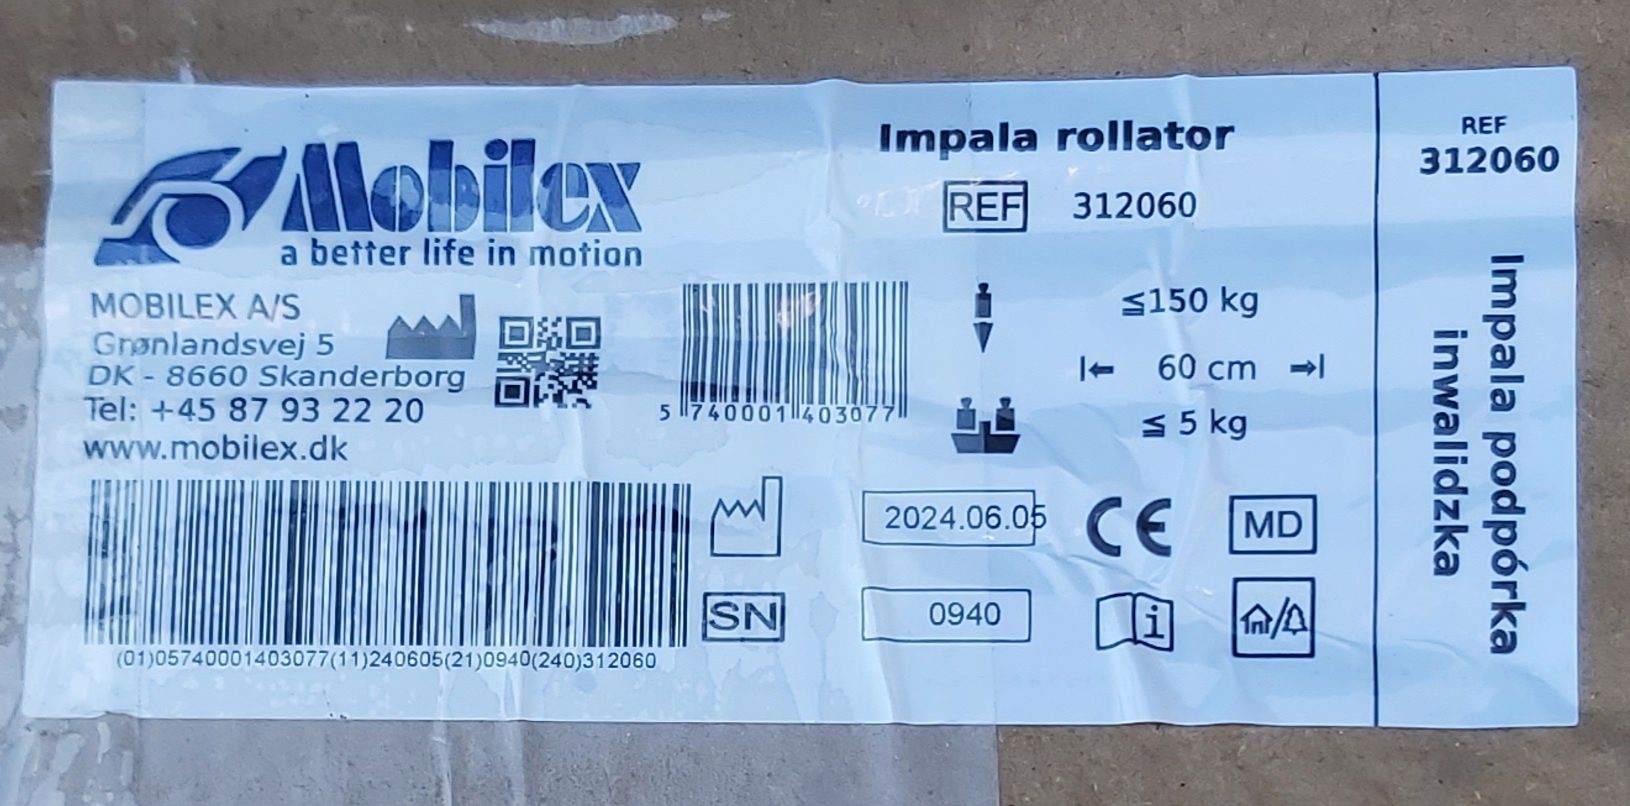 Mobilex
a better life in motion
MOBILEX A/S
Grønlandsvej 5
DK - 8660 Skanderborg
Tel: +45 87 93 22 20
www.mobilex.dk
5 740001 403077
(01)05740001403077(11)240605(21)0940(240)312060
Impala rollator
REF 312060
≦150 kg
60 cm
≦ 5 kg
2024.06.05 CE MD
SN 0940 i
REF
312060
Impala podpórka
inwalidzka